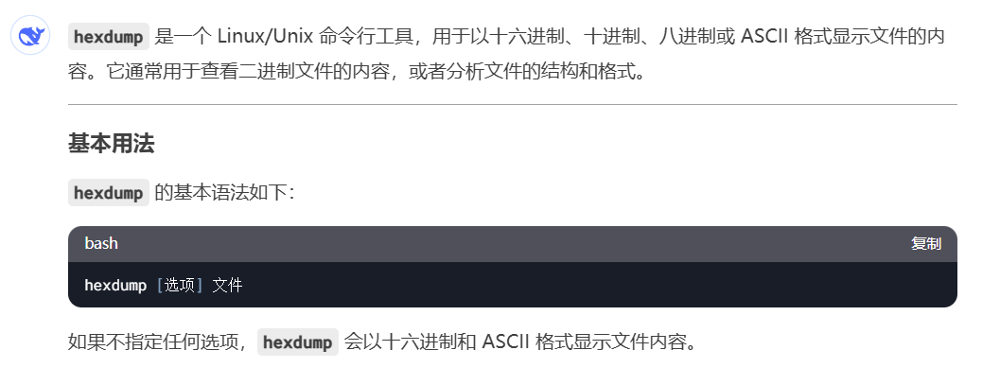 hexdump 是一个 Linux/Unix 命令行工具，用于以十六进制、十进制、八进制或 ASCII 格式显示文件的内
容。它通常用于查看二进制文件的内容，或者分析文件的结构和格式。
基本用法
hexdump 的基本语法如下：
bash 复制
hexdump [选项] 文件
如果不指定任何选项，hexdump 会以十六进制和 ASCII 格式显示文件内容。